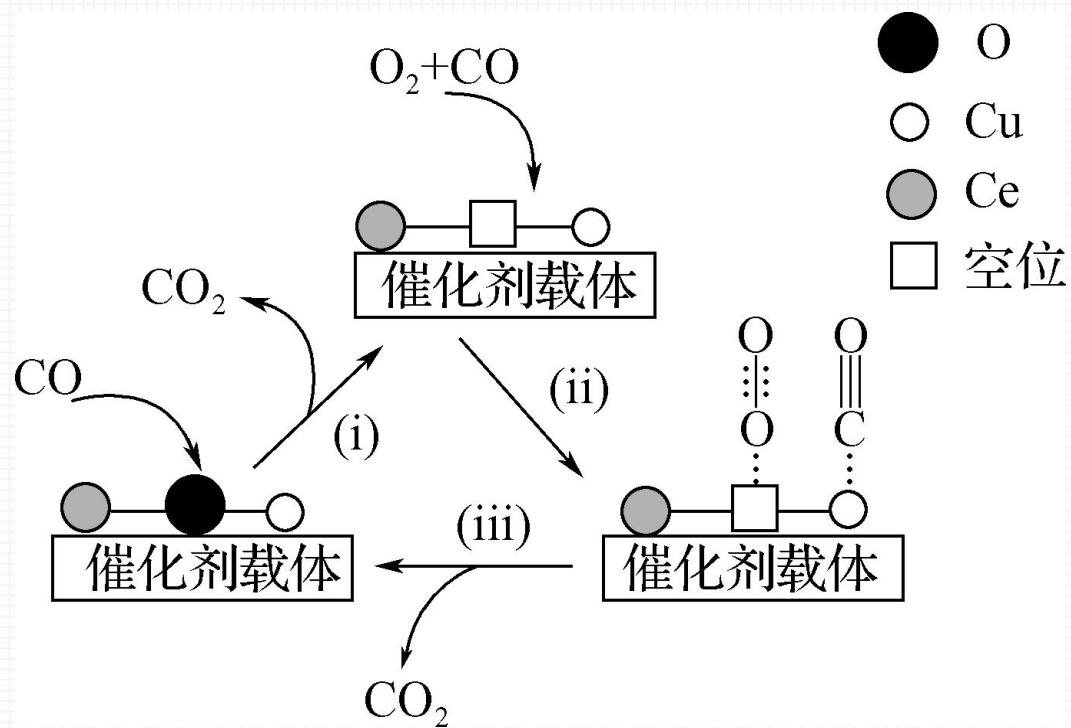 O₂+CO
O
Cu
Ce
空位
催化剂载体
CO₂
CO
(i)
(ii)
O O
O C
(iii)
催化剂载体
催化剂载体
CO₂